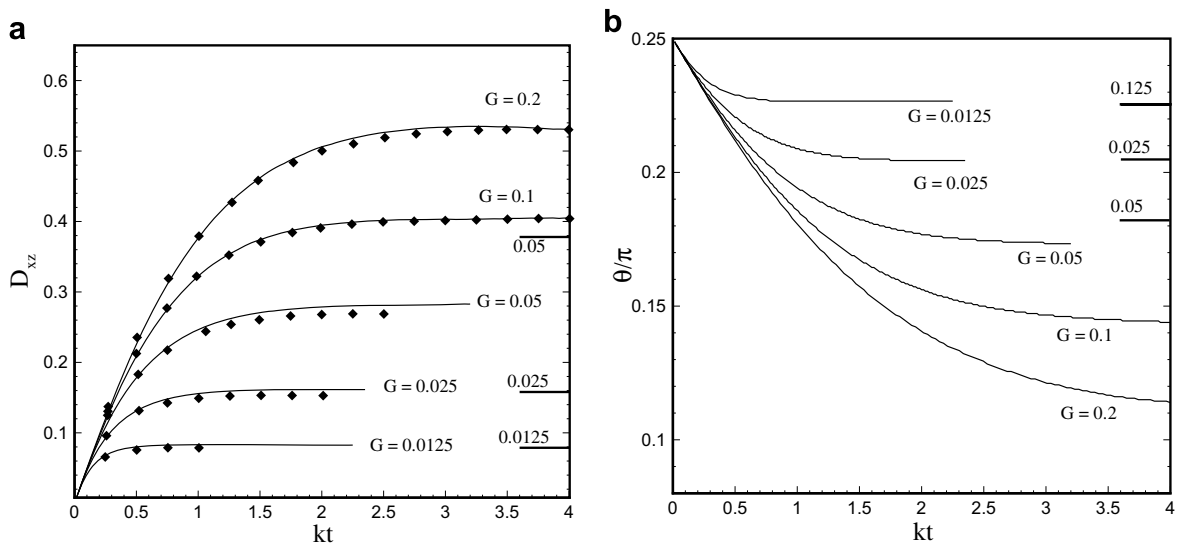 a
D_xz
0.6
0.5
0.4
0.3
0.2
0.1
G = 0.2
G = 0.1
0.05
G = 0.05
0.025
G = 0.025
0.0125
G = 0.0125
0 0.5 1 1.5 2 2.5 3 3.5 4
kt
b
θ/π
0.25
0.2
0.15
0.1
0.125
G = 0.0125
0.025
G = 0.025
0.05
G = 0.05
G = 0.1
G = 0.2
0 0.5 1 1.5 2 2.5 3 3.5 4
kt